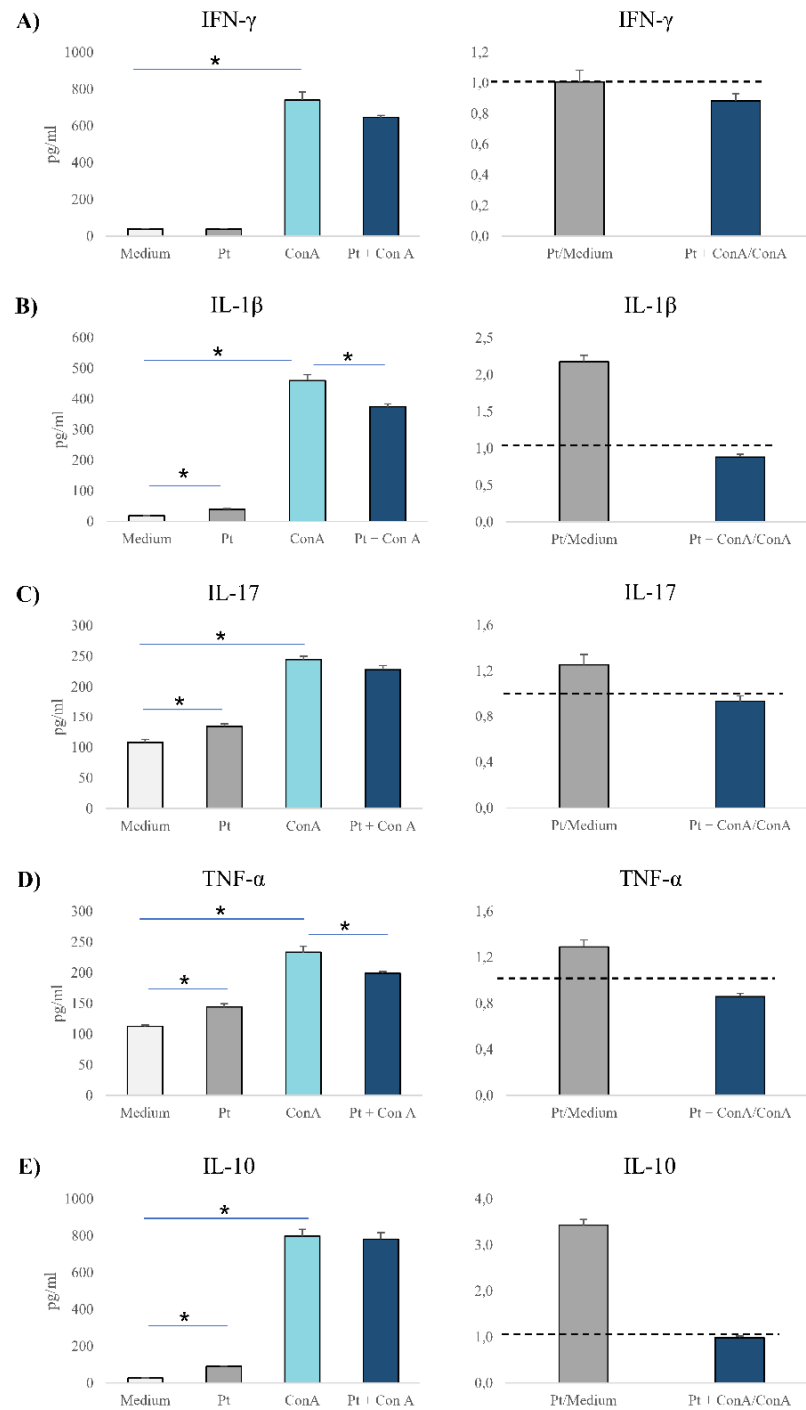 A) IFN-γ IFN-γ
1000 1,2
800 1,0
600 0,8
400 0,6
200 0,4
0 0,2
0,0
pg/ml
*
Medium Pt ConA Pt + Con A Pt/Medium Pt + ConA/ConA
B) IL-1β IL-1β
600 2,5
500 2,0
400 1,5
300 1,0
200 0,5
100 0,0
0
pg/ml
* *
*
Medium Pt ConA Pt − Con A Pt/Medium Pt − ConA/ConA
C) IL-17 IL-17
300 1,6
250 1,2
200 0,8
150 0,4
100 0,0
50
0
pg/ml
*
*
Medium Pt ConA Pt + Con A Pt/Medium Pt − ConA/ConA
D) TNF-α TNF-α
300 1,6
250 1,2
200 0,8
150 0,4
100 0,0
50
0
pg/ml
* *
*
Medium Pt ConA Pt + Con A Pt/Medium Pt − ConA/ConA
E) IL-10 IL-10
1000 4,0
800 3,0
600 2,0
400 1,0
200 0,0
0
pg/ml
*
*
Medium Pt ConA Pt + Con A Pt/Medium Pt + ConA/ConA